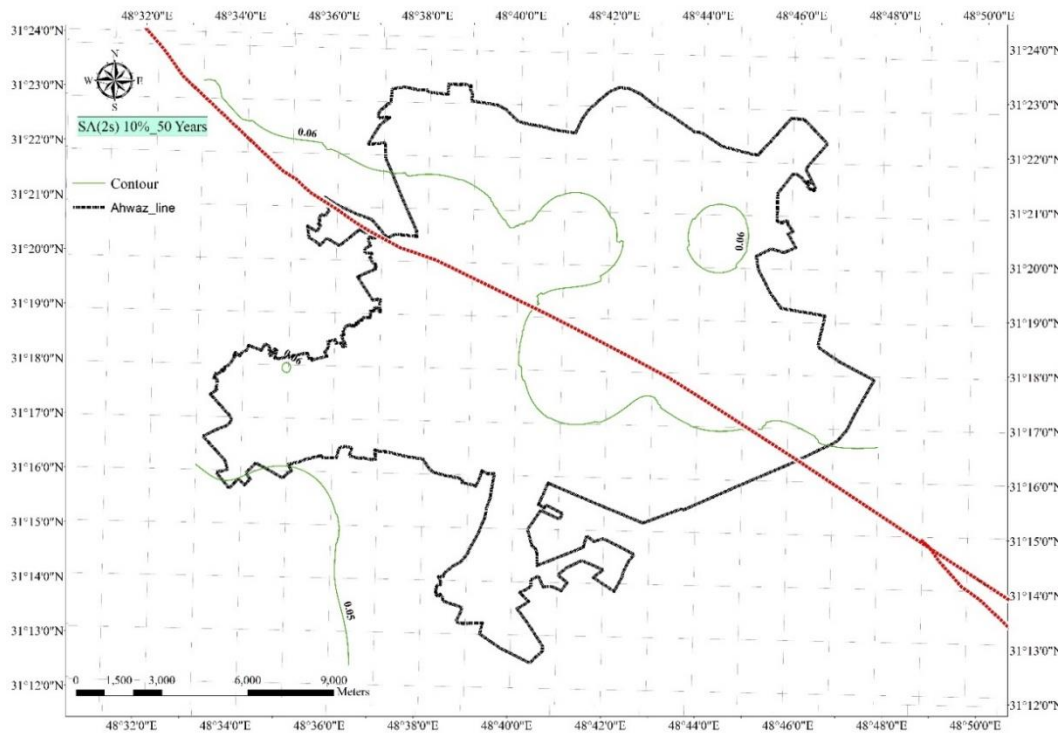 48°32'0"E 48°34'0"E 48°36'0"E 48°38'0"E 48°40'0"E 48°42'0"E 48°44'0"E 48°46'0"E 48°48'0"E 48°50'0"E
31°24'0"N
31°23'0"N
31°22'0"N
31°21'0"N
31°20'0"N
31°19'0"N
31°18'0"N
31°17'0"N
31°16'0"N
31°15'0"N
31°14'0"N
31°13'0"N
31°12'0"N
N
W E
S
SA(2s) 10%_50 Years
Contour
Ahwaz_line
0.06
0.06
0.06
0.05
0 1,500 3,000 6,000 9,000
Meters
31°24'0"N
31°23'0"N
31°22'0"N
31°21'0"N
31°20'0"N
31°19'0"N
31°18'0"N
31°17'0"N
31°16'0"N
31°15'0"N
31°14'0"N
31°13'0"N
31°12'0"N
48°32'0"E 48°34'0"E 48°36'0"E 48°38'0"E 48°40'0"E 48°42'0"E 48°44'0"E 48°46'0"E 48°48'0"E 48°50'0"E